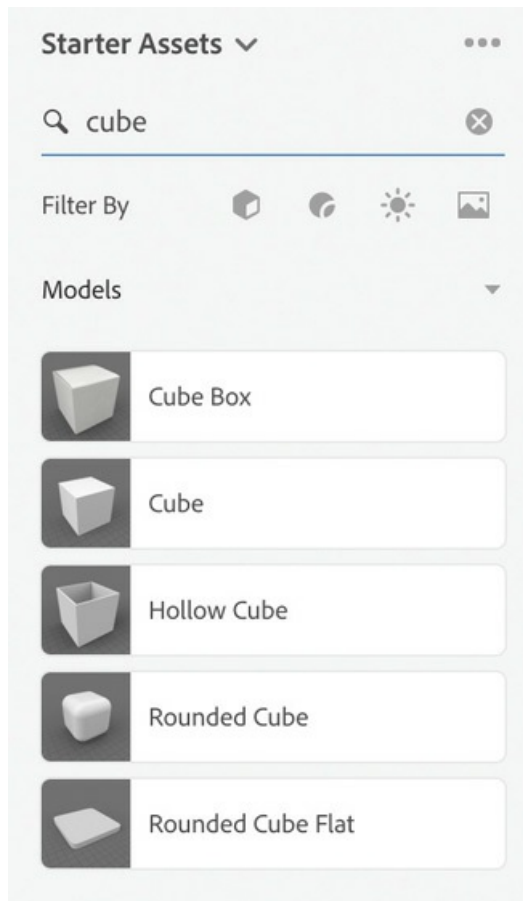 Starter Assets
cube
Filter By
Models
Cube Box
Cube
Hollow Cube
Rounded Cube
Rounded Cube Flat